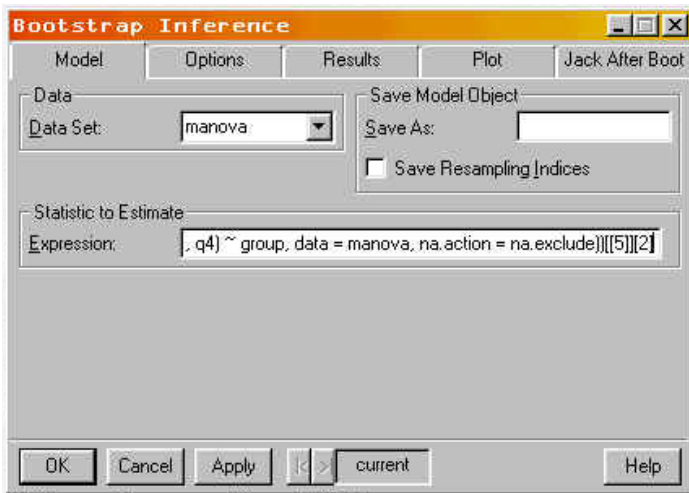 Bootstrap Inference
Model Options Results Plot Jack After Boot
Data
Data Set: manova
Save Model Object
Save As:
Save Resampling Indices
Statistic to Estimate
Expression: , q4) ~ group, data = manova, na.action = na.exclude))[[5]][2]
OK Cancel Apply |< > current Help